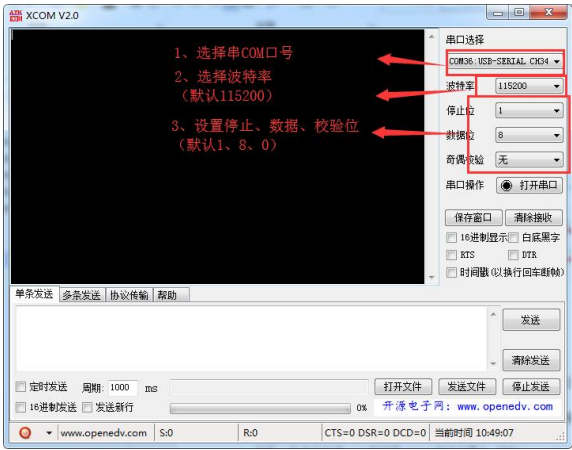 XCOM V2.0
串口选择
1、选择串COM口号
COM36:USB-SERIAL CH34
2、选择波特率
（默认115200）
波特率 115200
停止位 1
3、设置停止、数据、校验位
（默认1、8、0）
数据位 8
奇偶校验 无
串口操作 打开串口
保存窗口 清除接收
16进制显示 白底黑字
RTS DTR
时间戳(以换行回车断帧)
单条发送 多条发送 协议传输 帮助
发送
清除发送
定时发送 周期: 1000 ms 打开文件 发送文件 停止发送
16进制发送 发送新行 0% 开源电子网：www.openedv.com
www.openedv.com S:0 R:0 CTS=0 DSR=0 DCD=0 当前时间 10:49:07